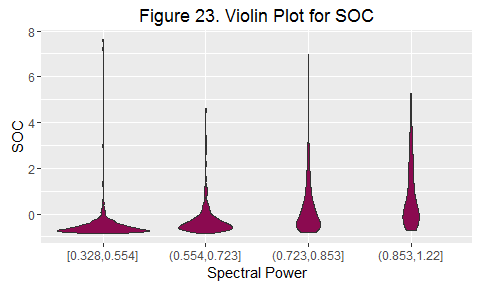 Figure 23. Violin Plot for SOC
8
6
4
2
0
SOC
[0.328,0.554] (0.554,0.723] (0.723,0.853] (0.853,1.22]
Spectral Power